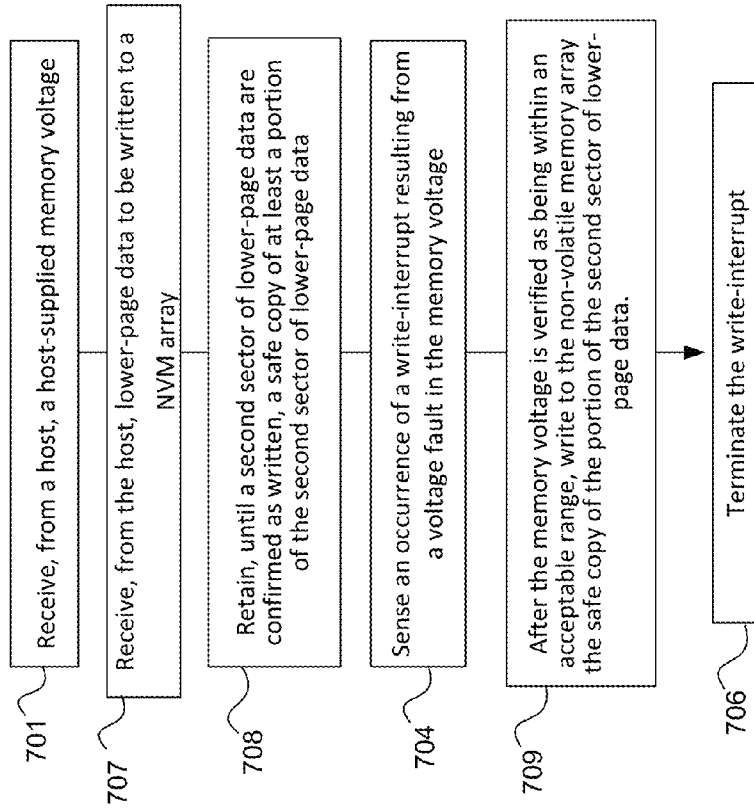 701
Receive, from a host, a host-supplied memory voltage
707
Receive, from the host, lower-page data to be written to a
NVM array
708
Retain, until a second sector of lower-page data are
confirmed as written, a safe copy of at least a portion
of the second sector of lower-page data
704
Sense an occurrence of a write-interrupt resulting from
a voltage fault in the memory voltage
709
After the memory voltage is verified as being within an
acceptable range, write to the non-volatile memory array
the safe copy of the portion of the second sector of lower-
page data.
706
Terminate the write-interrupt